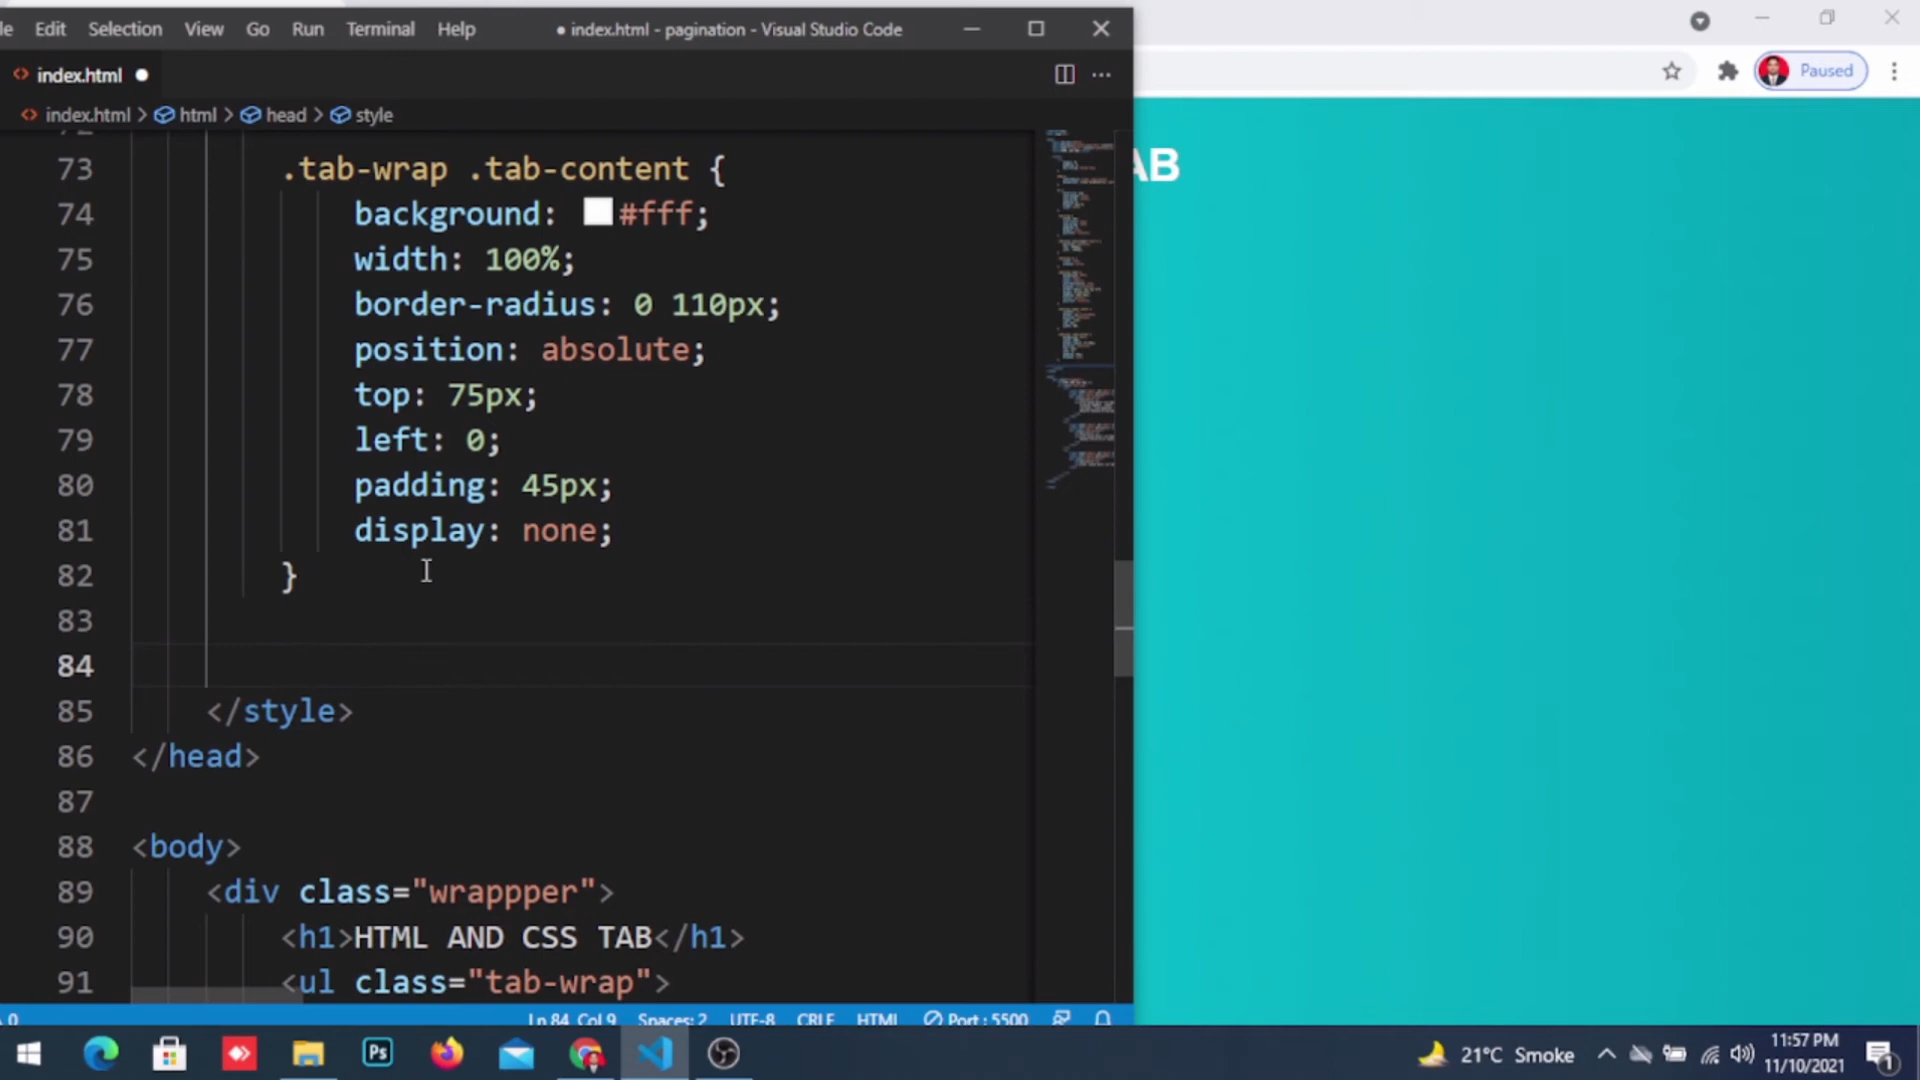 Edit Selection View Go Run Terminal Help ● index.html - pagination - Visual Studio Code
index.html ●
index.html > html > head > style
Paused
AB
73 .tab-wrap .tab-content {
74 background: #fff;
75 width: 100%;
76 border-radius: 0 110px;
77 position: absolute;
78 top: 75px;
79 left: 0;
80 padding: 45px;
81 display: none;
82 }
83
84
85 </style>
86 </head>
87
88 <body>
89 <div class="wrappper">
90 <h1>HTML AND CSS TAB</h1>
91 <ul class="tab-wrap">
0 Ln 84, Col 9 Spaces: 2 UTF-8 CRLF HTML Port : 5500
Ps
21°C Smoke
11:57 PM
11/10/2021
1